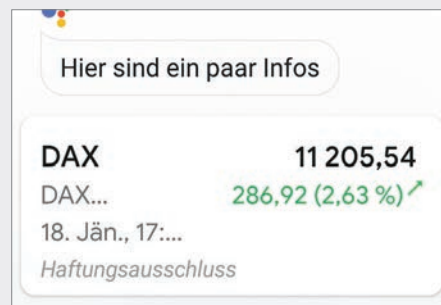 Hier sind ein paar Infos
DAX 11 205,54
DAX... 286,92 (2,63 %)↗
18. Jän., 17:...
Haftungsausschluss